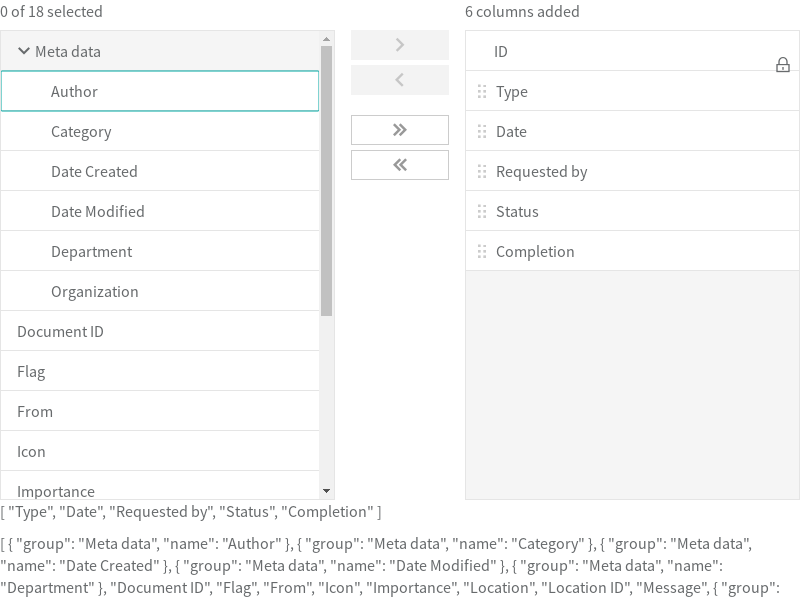 0 of 18 selected
6 columns added
Meta data
Author
Category
Date Created
Date Modified
Department
Organization
Document ID
Flag
From
Icon
Importance
ID
Type
Date
Requested by
Status
Completion
[ "Type", "Date", "Requested by", "Status", "Completion" ]
[ { "group": "Meta data", "name": "Author" }, { "group": "Meta data", "name": "Category" }, { "group": "Meta data",
"name": "Date Created" }, { "group": "Meta data", "name": "Date Modified" }, { "group": "Meta data", "name":
"Department" }, "Document ID", "Flag", "From", "Icon", "Importance", "Location", "Location ID", "Message", { "group":